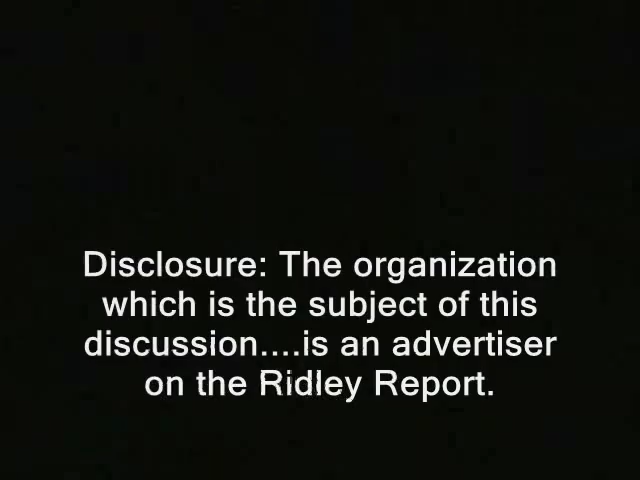 Disclosure: The organization
which is the subject of this
discussion....is an advertiser
on the Ridley Report.